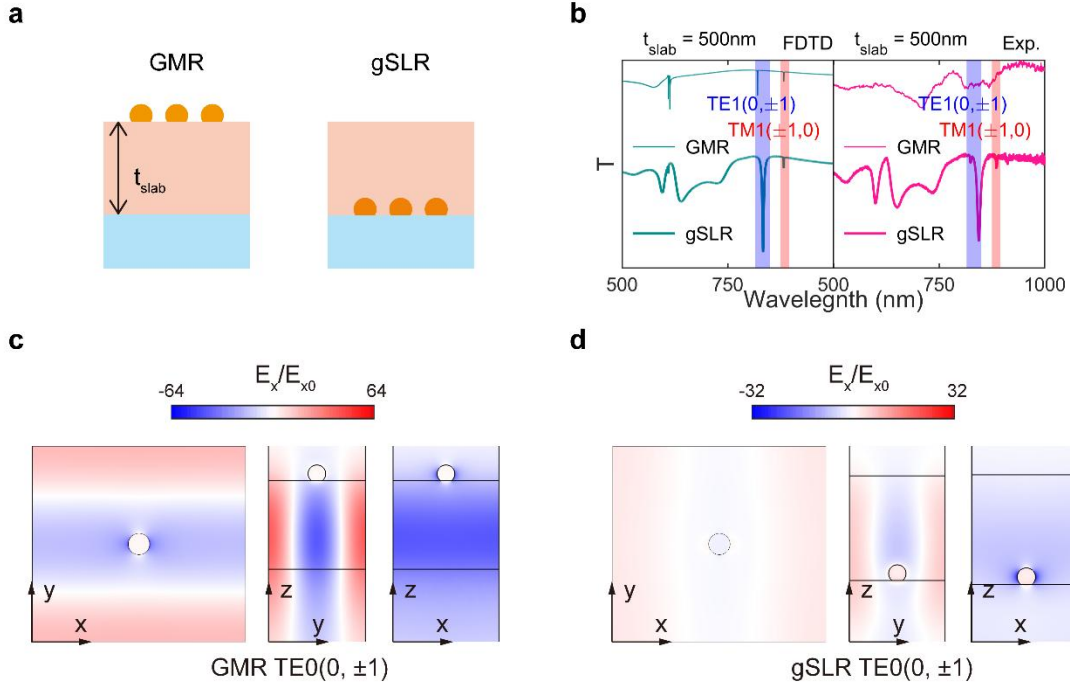 a
GMR
gSLR
t_slab
b
t_slab = 500nm FDTD t_slab = 500nm Exp.
TE1(0,±1) TE1(0,±1)
TM1(±1,0) TM1(±1,0)
GMR GMR
T
gSLR gSLR
500 750 500 750 1000
Wavelegnth (nm)
c
E_x/E_x0
-64 64
y z z
x y x
GMR TE0(0, ±1)
d
E_x/E_x0
-32 32
y z z
x y x
gSLR TE0(0, ±1)